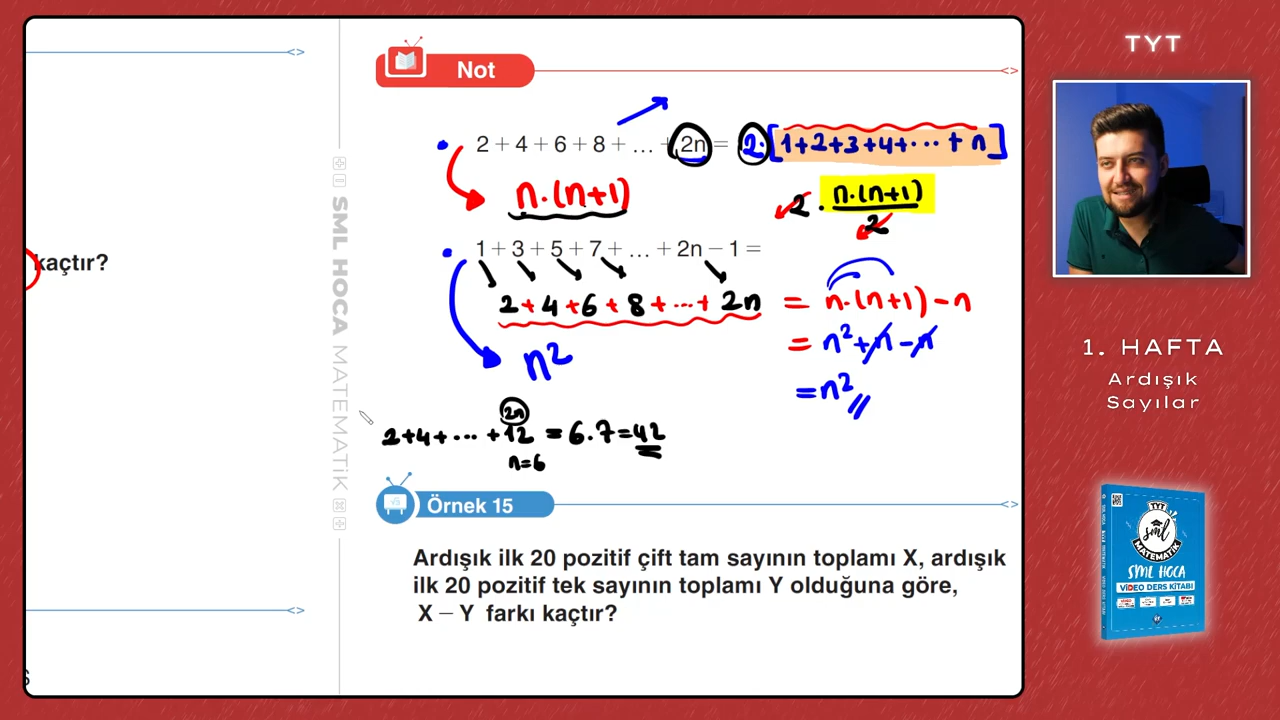 Not
2 + 4 + 6 + 8 + ... + 2n = 2·[1+2+3+4+...+n]
n·(n+1)
2 · n·(n+1) / 2
1 + 3 + 5 + 7 + ... + 2n − 1 =
2+4+6+8+...+ 2n = n·(n+1)−n
= n²+n−n
n²
= n²
2n
2+4+...+12 = 6.7=42
n=6
kaçtır?
SML HOCA MATEMATİK
Örnek 15
√5
Ardışık ilk 20 pozitif çift tam sayının toplamı X, ardışık
ilk 20 pozitif tek sayının toplamı Y olduğuna göre,
X − Y farkı kaçtır?
TYT
1. HAFTA
Ardışık
Sayılar
TYT
sml
MATEMATİK
SML HOCA
VİDEO DERS KİTABI